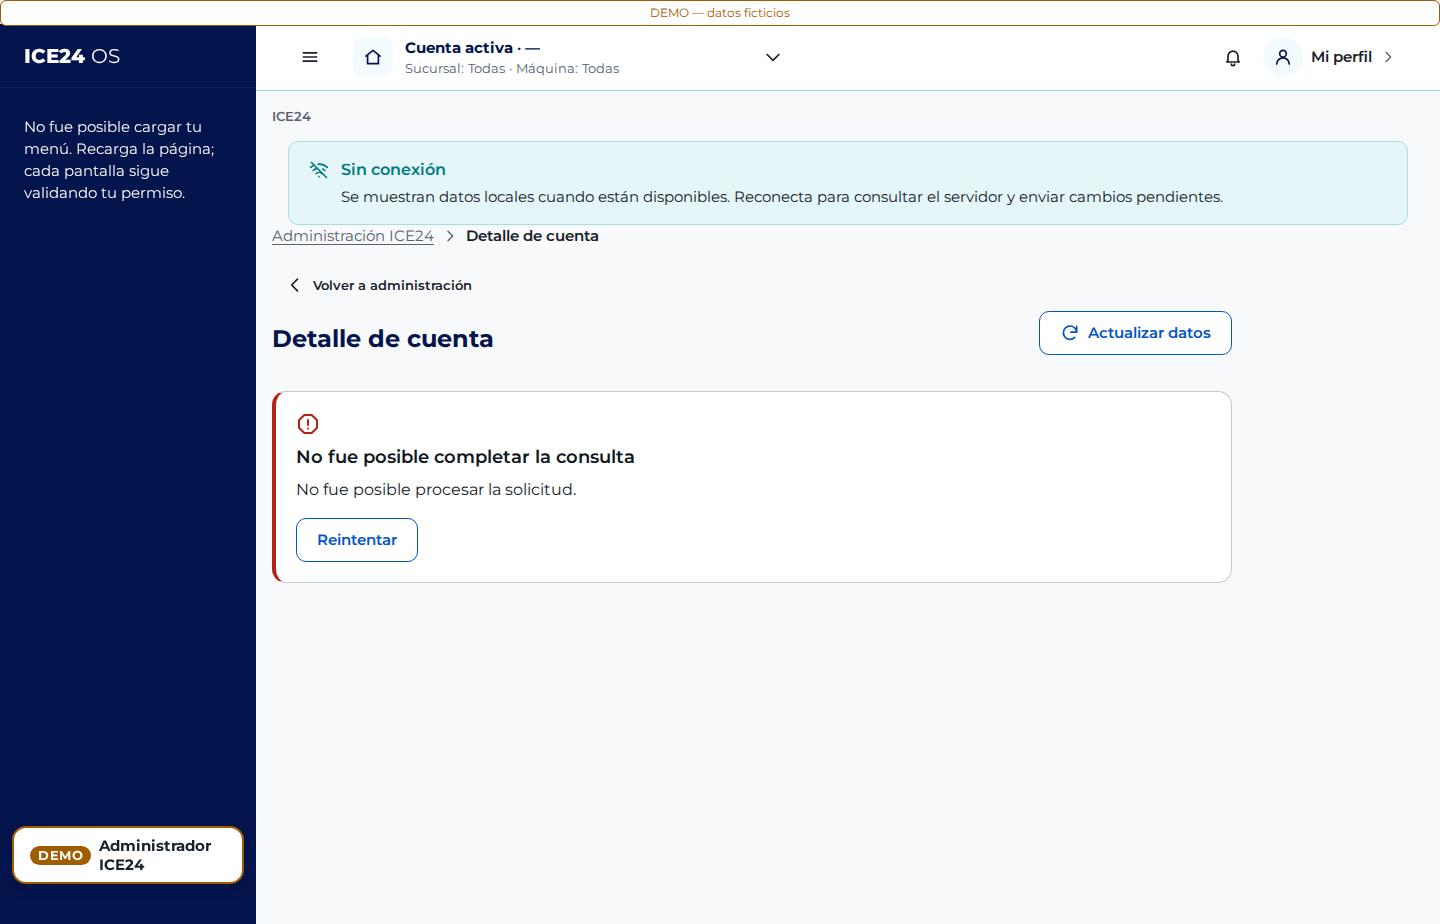 DEMO — datos ficticios
ICE24 OS
No fue posible cargar tu
menú. Recarga la página;
cada pantalla sigue
validando tu permiso.
DEMO
Administrador
ICE24
Cuenta activa · —
Sucursal: Todas · Máquina: Todas
Mi perfil
ICE24
Sin conexión
Se muestran datos locales cuando están disponibles. Reconecta para consultar el servidor y enviar cambios pendientes.
Administración ICE24 > Detalle de cuenta
Volver a administración
Detalle de cuenta
Actualizar datos
No fue posible completar la consulta
No fue posible procesar la solicitud.
Reintentar